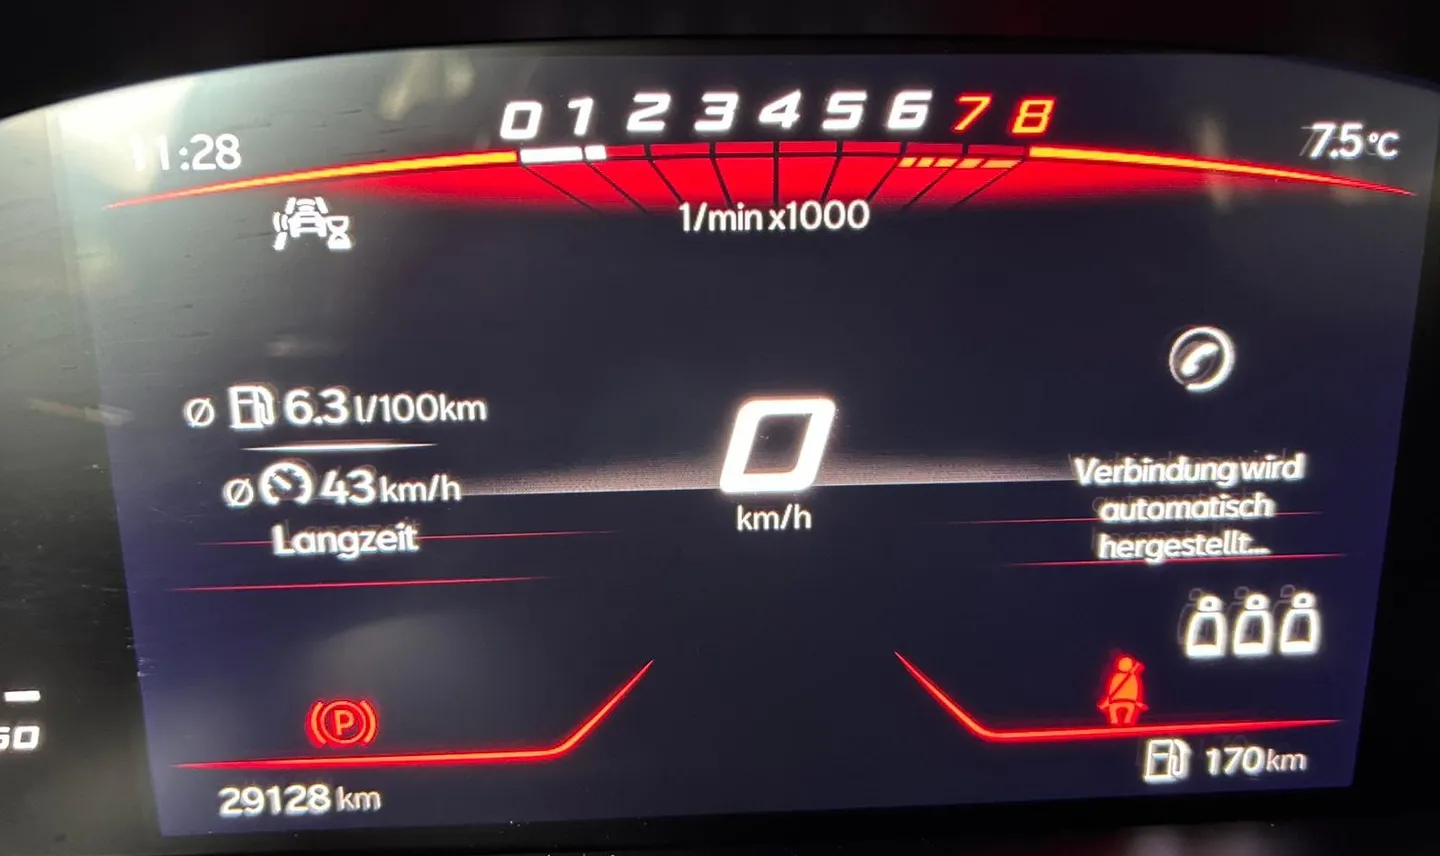 0 1 2 3 4 5 6 7 8
11:28
7.5°C
1/min x1000
Ø 6.3 l/100km
Ø 43 km/h
Langzeit
0
km/h
Verbindung wird
automatisch
hergestellt...
P
29128 km
170 km